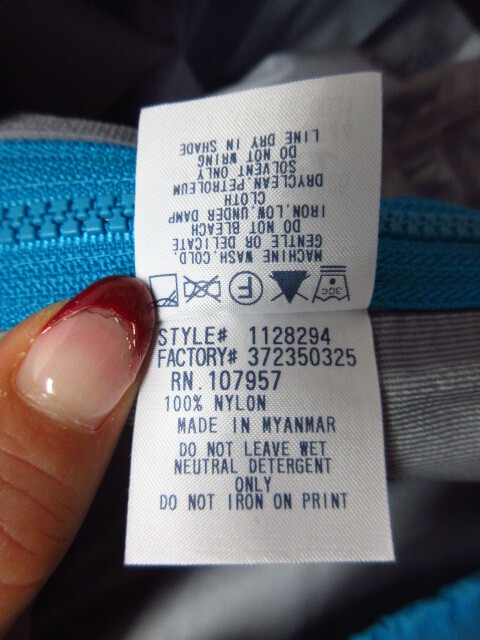 30C
F
MACHINE WASH,COLD.
GENTLE OR DELICATE
DO NOT BLEACH
IRON,LOW,UNDER DAMP
CLOTH
DRYCLEAN,PETROLEUM
SOLVENT ONLY
DO NOT WRING
LINE DRY IN SHADE
STYLE# 1128294
FACTORY# 372350325
RN.107957
100% NYLON
MADE IN MYANMAR
DO NOT LEAVE WET
NEUTRAL DETERGENT
ONLY
DO NOT IRON ON PRINT